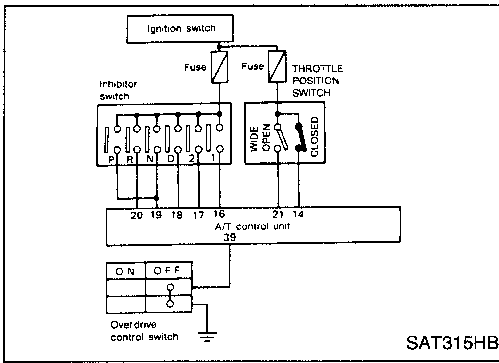 Ignition switch
Fuse
Fuse
THROTTLE
POSITION
SWITCH
Inhibitor
switch
WIDE
OPEN
CLOSED
P R N D 2 1
20 19 18 17 16 21 14
A/T control unit
39
ON OFF
Overdrive
control switch
SAT315HB